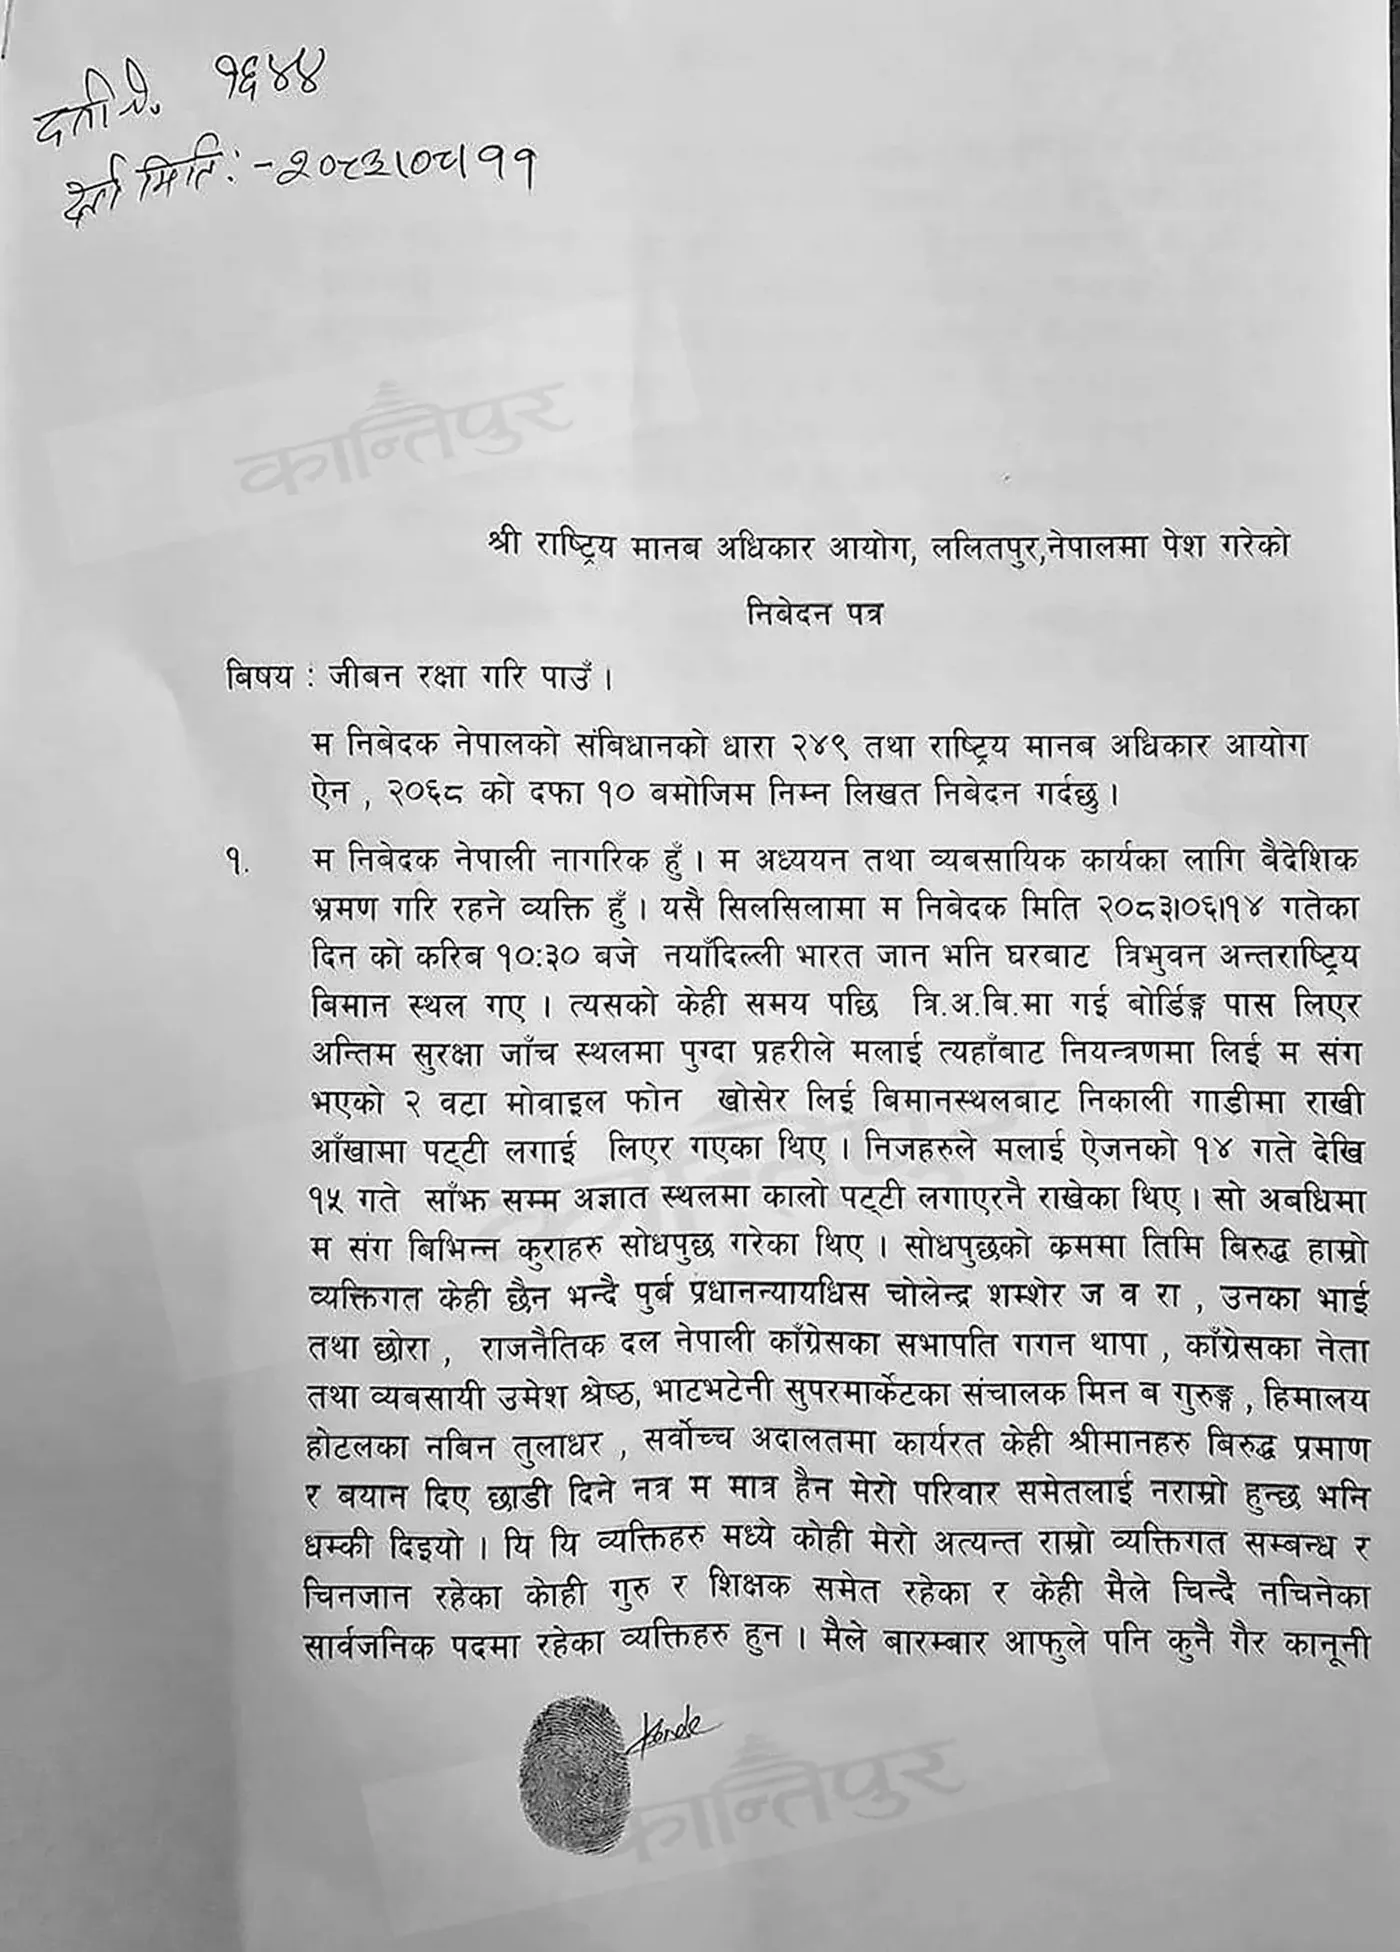 दर्ता नं. १६४४
दर्ता मिति: -२०८३।०८।११
कान्तिपुर
श्री राष्ट्रिय मानब अधिकार आयोग, ललितपुर,नेपालमा पेश गरेको
निबेदन पत्र
बिषय : जीबन रक्षा गरि पाउँ ।
म निबेदक नेपालको संबिधानको धारा २४९ तथा राष्ट्रिय मानब अधिकार आयोग
ऐन , २०६८ को दफा १० बमोजिम निम्न लिखत निबेदन गर्दछु ।
१. म निबेदक नेपाली नागरिक हुँ । म अध्ययन तथा व्यबसायिक कार्यका लागि बैदेशिक
भ्रमण गरि रहने व्यक्ति हुँ । यसै सिलसिलामा म निबेदक मिति २०८३।०६।१४ गतेका
दिन को करिब १०:३० बजे नयाँदिल्ली भारत जान भनि घरबाट त्रिभुवन अन्तराष्ट्रिय
बिमान स्थल गए । त्यसको केही समय पछि त्रि.अ.बि.मा गई बोर्डिङ्ग पास लिएर
अन्तिम सुरक्षा जाँच स्थलमा पुग्दा प्रहरीले मलाई त्यहाँबाट नियन्त्रणमा लिई म संग
भएको २ वटा मोवाइल फोन खोसेर लिई बिमानस्थलबाट निकाली गाडीमा राखी
आँखामा पट्टी लगाई लिएर गएका थिए । निजहरुले मलाई ऐजनको १४ गते देखि
१५ गते साँझ सम्म अज्ञात स्थलमा कालो पट्टी लगाएरनै राखेका थिए । सो अबधिमा
म संग बिभिन्न कुराहरु सोधपुछ गरेका थिए । सोधपुछको क्रममा तिमि बिरुद्ध हाम्रो
व्यक्तिगत केही छैन भन्दै पुर्ब प्रधानन्यायधिस चोलेन्द्र शम्शेर ज व रा , उनका भाई
तथा छोरा , राजनैतिक दल नेपाली काँग्रेसका सभापति गगन थापा , काँग्रेसका नेता
तथा व्यबसायी उमेश श्रेष्ठ, भाटभटेनी सुपरमार्केटका संचालक मिन ब गुरुङ्ग , हिमालय
होटलका नबिन तुलाधर , सर्वोच्च अदालतमा कार्यरत केही श्रीमानहरु बिरुद्ध प्रमाण
र बयान दिए छाडी दिने नत्र म मात्र हैन मेरो परिवार समेतलाई नराम्रो हुन्छ भनि
धम्की दिइयो । यि यि व्यक्तिहरु मध्ये कोही मेरो अत्यन्त राम्रो व्यक्तिगत सम्बन्ध र
चिनजान रहेका कोही गुरु र शिक्षक समेत रहेका र केही मैले चिन्दै नचिनेका
सार्वजनिक पदमा रहेका व्यक्तिहरु हुन । मैले बारम्बार आफुले पनि कुनै गैर कानूनी
कान्तिपुर